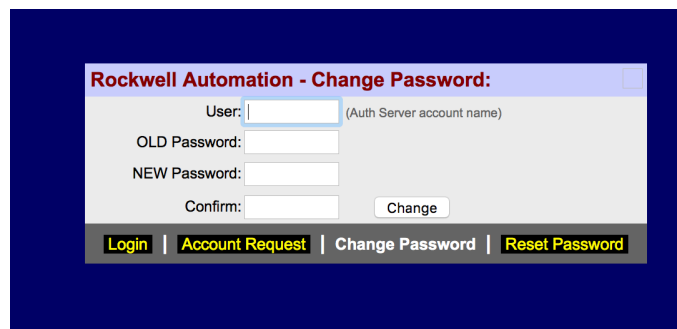 Rockwell Automation - Change Password:
User: (Auth Server account name)
OLD Password:
NEW Password:
Confirm: Change
Login | Account Request | Change Password | Reset Password